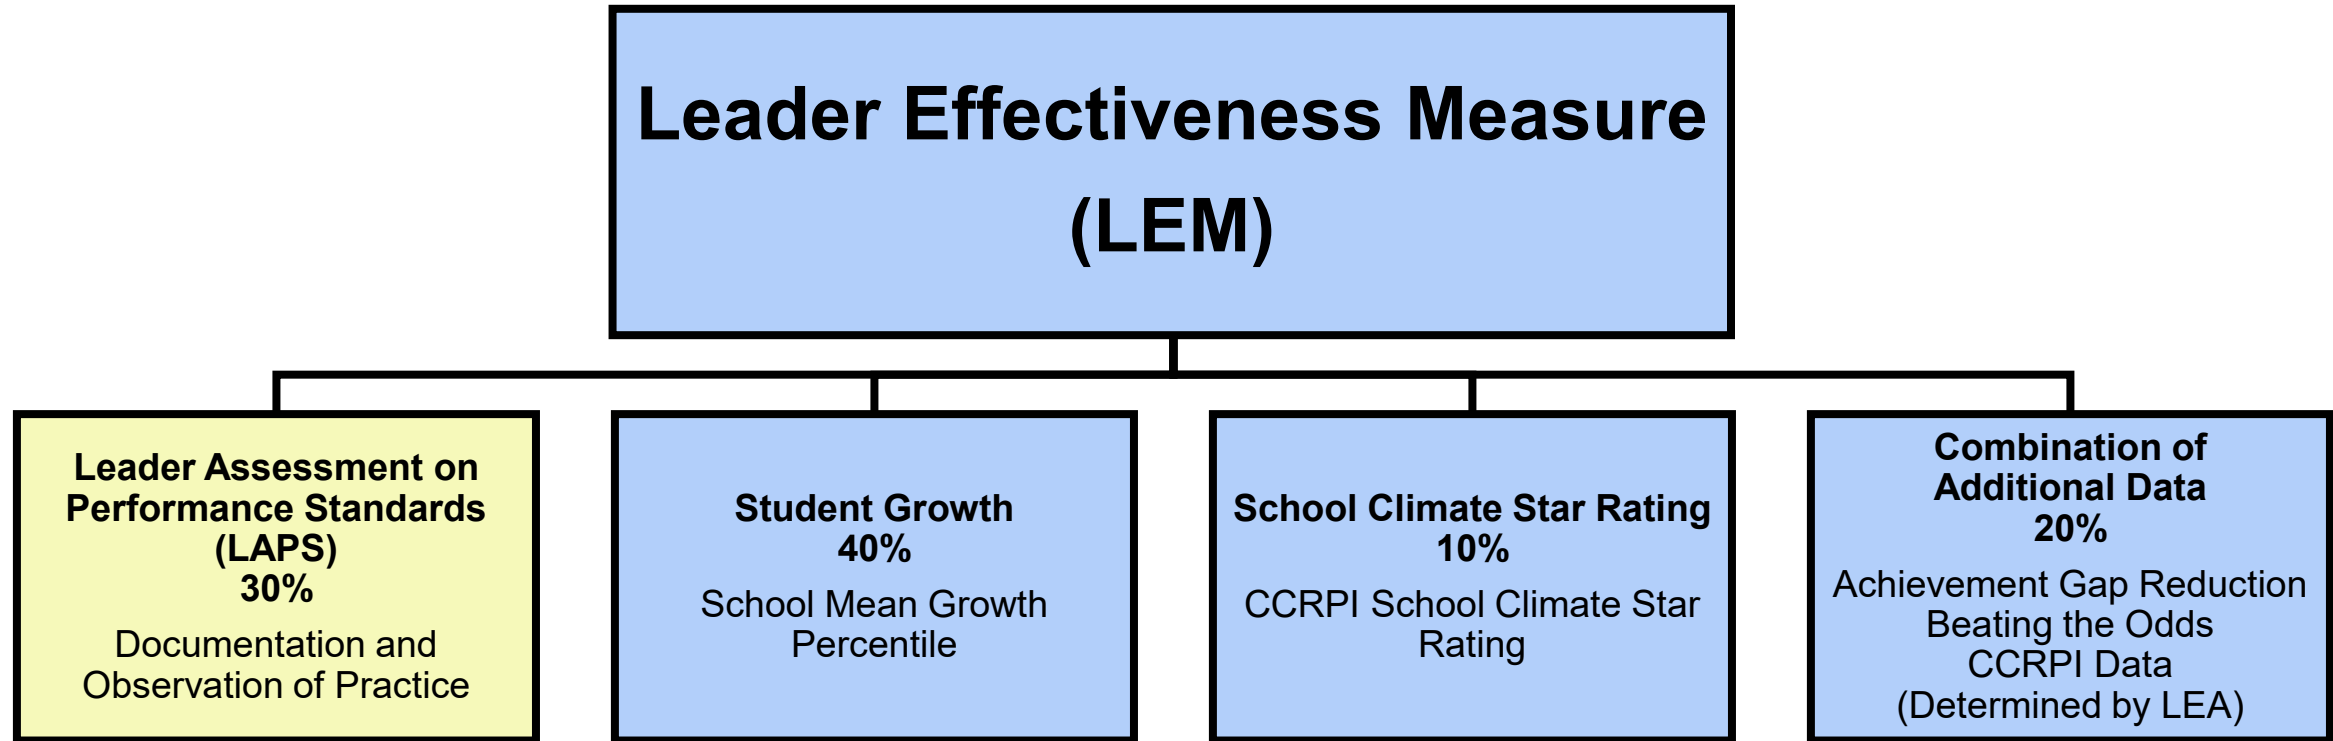 Leader Effectiveness Measure
(LEM)
Leader Assessment on
Performance Standards
(LAPS)
30%
Documentation and
Observation of Practice
Student Growth
40%
School Mean Growth
Percentile
School Climate Star Rating
10%
CCRPI School Climate Star
Rating
Combination of
Additional Data
20%
Achievement Gap Reduction
Beating the Odds
CCRPI Data
(Determined by LEA)